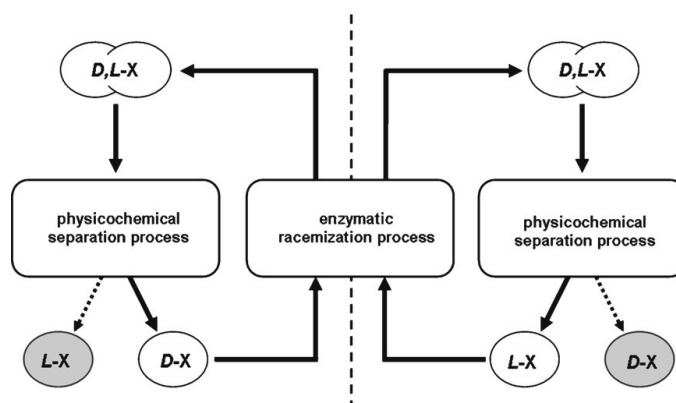 D,L-X
D,L-X
physicochemical
separation process
enzymatic
racemization process
physicochemical
separation process
L-X
D-X
L-X
D-X